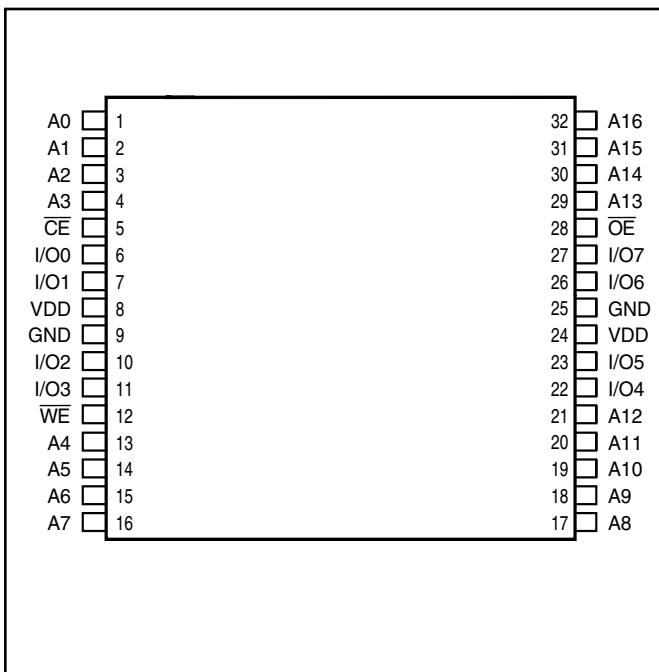 A0 1 32 A16
A1 2 31 A15
A2 3 30 A14
A3 4 29 A13
C̅E̅ 5 28 O̅E̅
I/O0 6 27 I/O7
I/O1 7 26 I/O6
VDD 8 25 GND
GND 9 24 VDD
I/O2 10 23 I/O5
I/O3 11 22 I/O4
W̅E̅ 12 21 A12
A4 13 20 A11
A5 14 19 A10
A6 15 18 A9
A7 16 17 A8